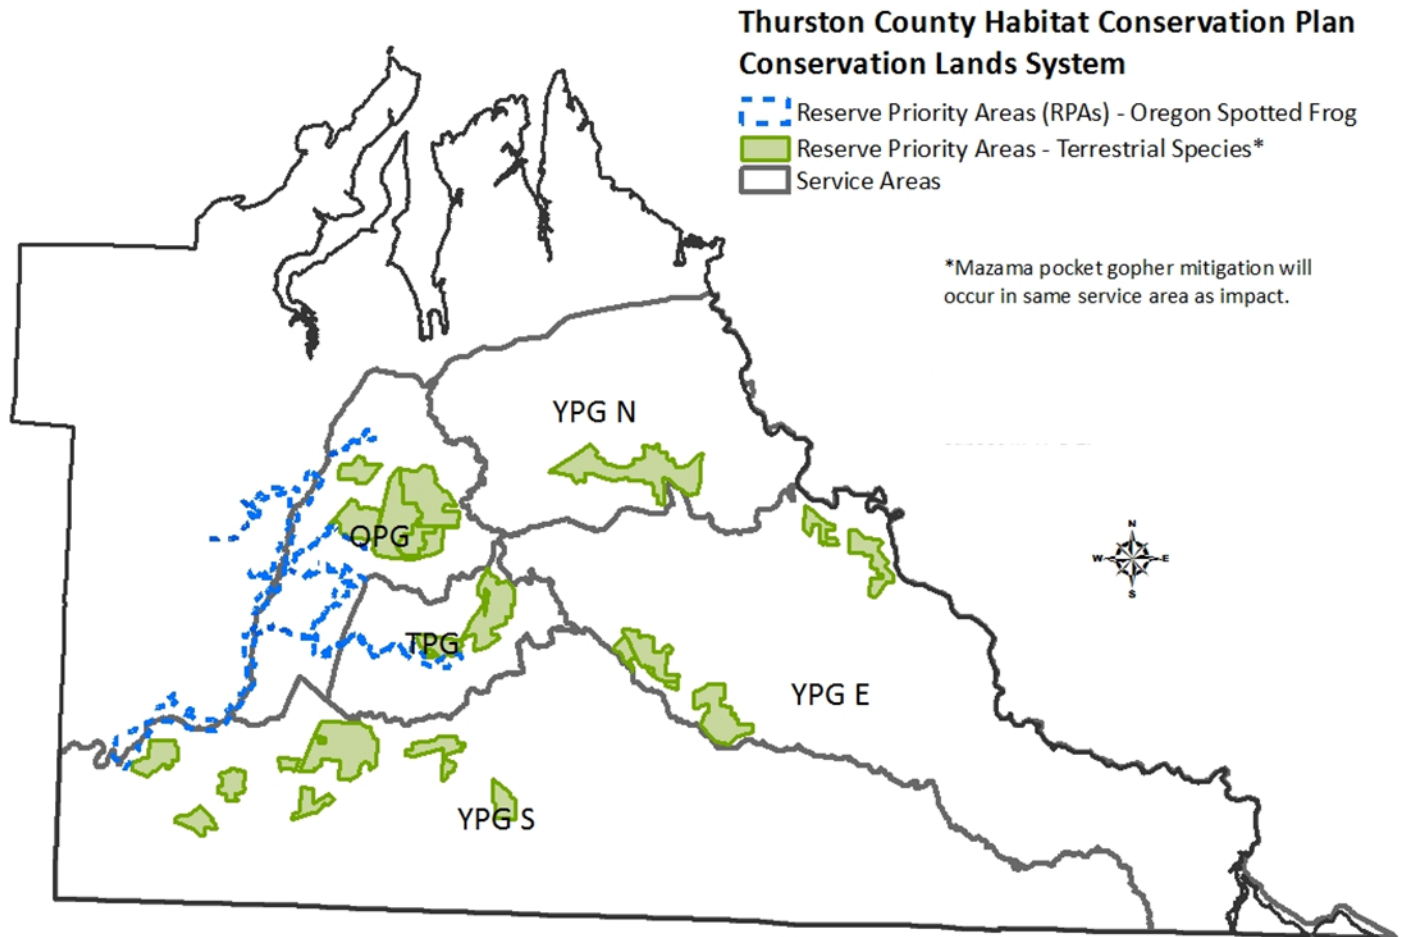 Thurston County Habitat Conservation Plan
Conservation Lands System
Reserve Priority Areas (RPAs) - Oregon Spotted Frog
Reserve Priority Areas - Terrestrial Species*
Service Areas
*Mazama pocket gopher mitigation will
occur in same service area as impact.
YPG N
OPG
N
W E
S
TPG
YPG E
YPG S